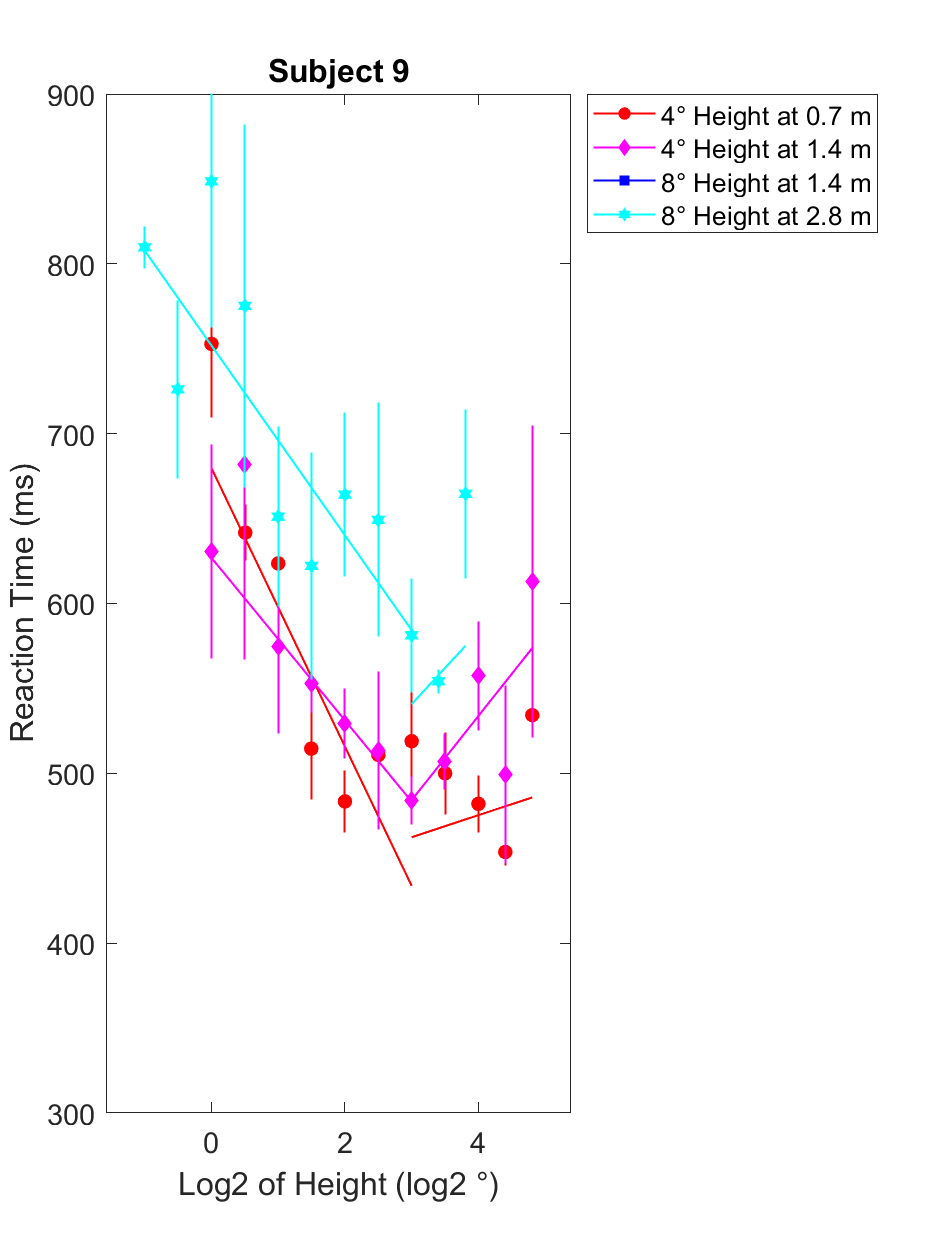 Subject 9
900
800
700
600
500
400
300
0 2 4
Reaction Time (ms)
Log2 of Height (log2 °)
4° Height at 0.7 m
4° Height at 1.4 m
8° Height at 1.4 m
8° Height at 2.8 m